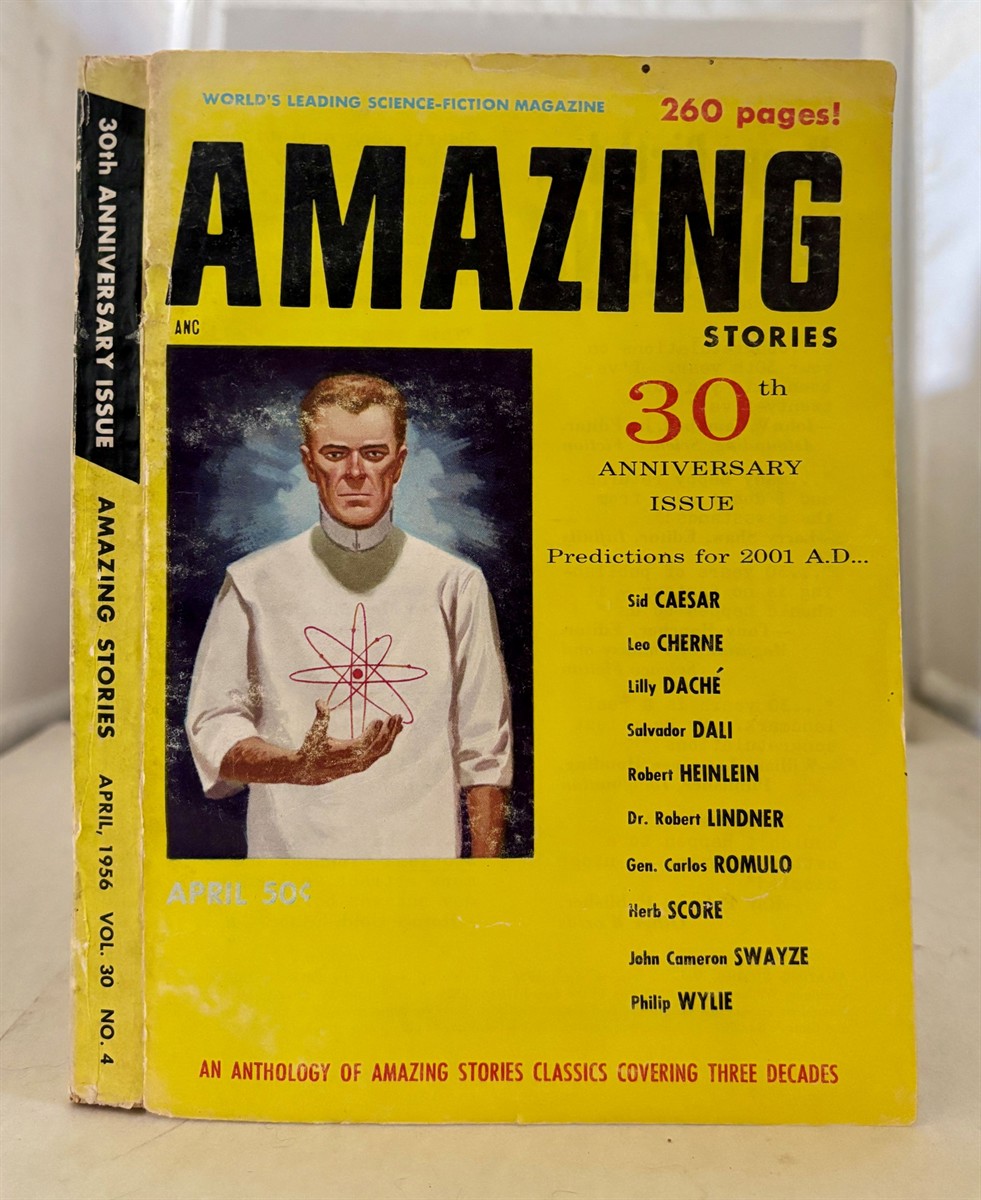 30th ANNIVERSARY ISSUE AMAZING STORIES APRIL, 1956 VOL. 30 NO. 4
WORLD'S LEADING SCIENCE-FICTION MAGAZINE
260 pages!
AMAZING
ANC
STORIES
30th
ANNIVERSARY
ISSUE
Predictions for 2001 A.D...
Sid CAESAR
Leo CHERNE
Lilly DACHÉ
Salvador DALI
Robert HEINLEIN
Dr. Robert LINDNER
Gen. Carlos ROMULO
Herb SCORE
John Cameron SWAYZE
Philip WYLIE
APRIL 50¢
AN ANTHOLOGY OF AMAZING STORIES CLASSICS COVERING THREE DECADES